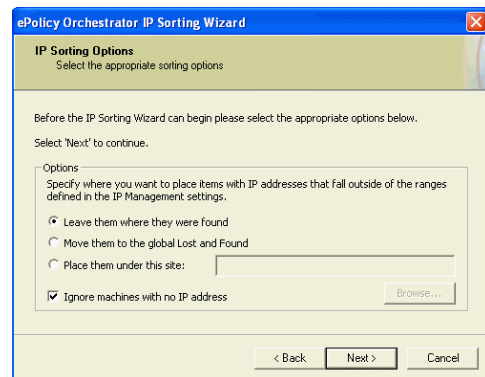 ePolicy Orchestrator IP Sorting Wizard
IP Sorting Options
Select the appropriate sorting options
Before the IP Sorting Wizard can begin please select the appropriate options below.
Select 'Next' to continue.
Options
Specify where you want to place items with IP addresses that fall outside of the ranges
defined in the IP Management settings.
Leave them where they were found
Move them to the global Lost and Found
Place them under this site:
Ignore machines with no IP address
Browse...
< Back
Next >
Cancel